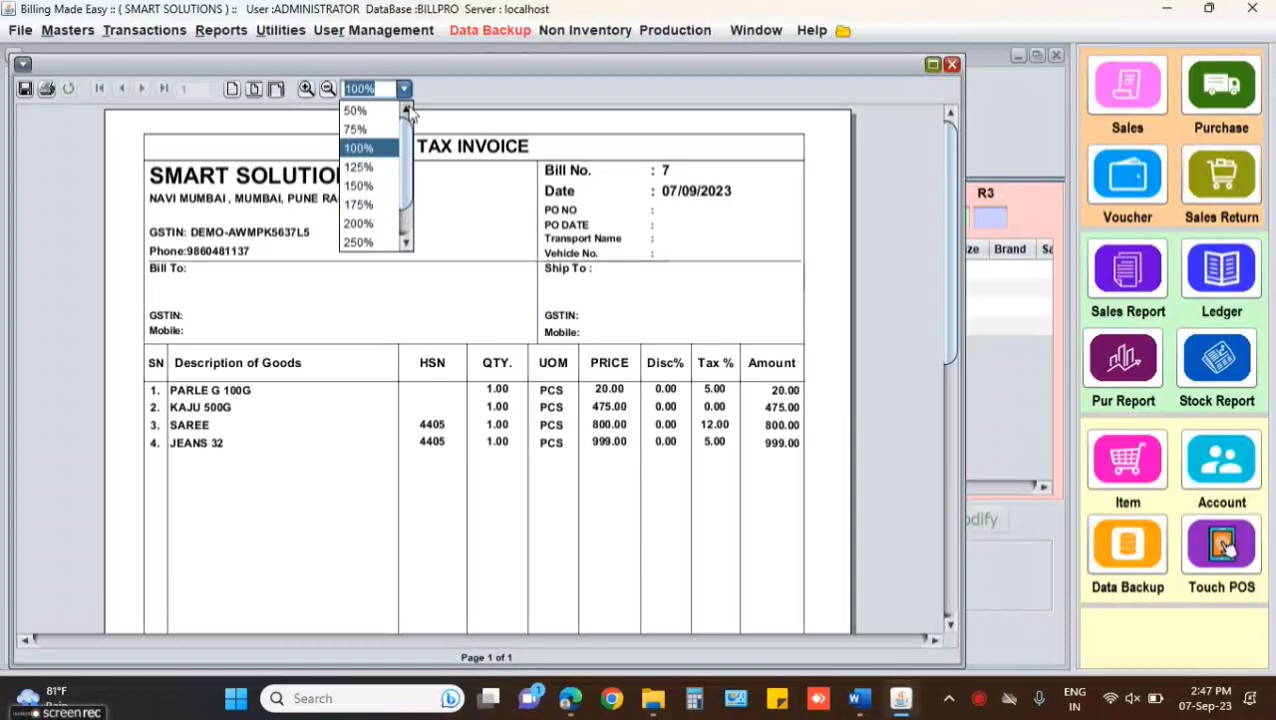 Billing Made Easy :: ( SMART SOLUTIONS ) :: User :ADMINISTRATOR DataBase :BILLPRO Server : localhost
File Masters Transactions Reports Utilities User Management Data Backup Non Inventory Production Window Help
1 100%
50%
75%
100%
125%
150%
175%
200%
250%
TAX INVOICE
SMART
NAVI MUMBAI , MUMBAI, PUNE
GSTIN: DEMO-AWMPK5637L5
Phone:9860481137
Bill No. : 7
Date : 07/09/2023
PO NO :
PO DATE :
Transport Name :
Vehicle No. :
Bill To:
GSTIN:
Mobile:
Ship To :
GSTIN:
Mobile:
SN Description of Goods HSN QTY. UOM PRICE Disc% Tax % Amount
1. PARLE G 100G 1.00 PCS 20.00 0.00 5.00 20.00
2. KAJU 500G 1.00 PCS 475.00 0.00 0.00 475.00
3. SAREE 4405 1.00 PCS 800.00 0.00 12.00 800.00
4. JEANS 32 4405 1.00 PCS 999.00 0.00 5.00 999.00
Page 1 of 1
R3
Brand
Sales Purchase
Voucher Sales Return
Sales Report Ledger
Pur Report Stock Report
Item Account
Data Backup Touch POS
81°F
Rain
Search
ENG
IN
2:47 PM
07-Sep-23
screen rec